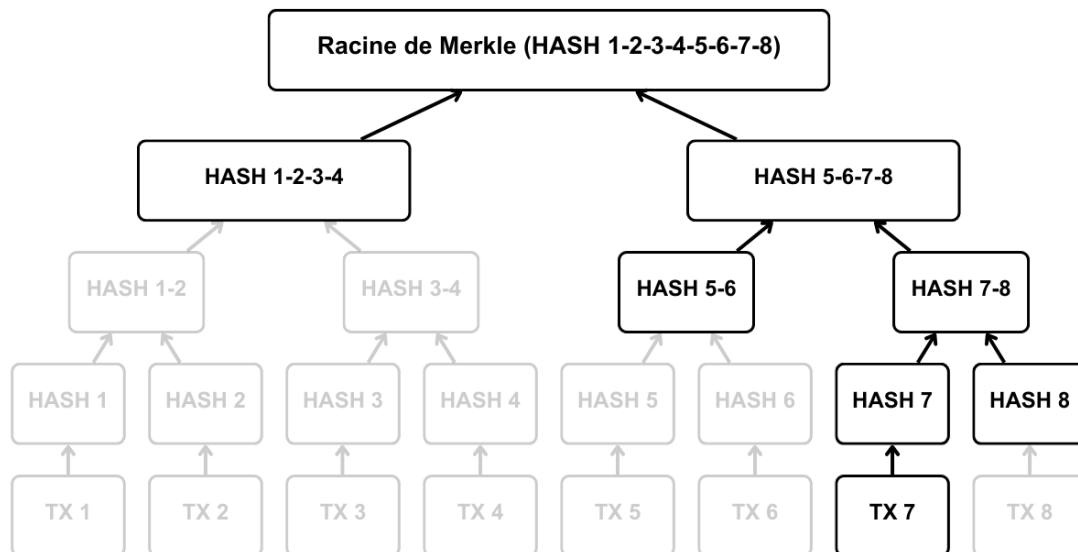 Racine de Merkle (HASH 1-2-3-4-5-6-7-8)
HASH 1-2-3-4
HASH 5-6-7-8
HASH 1-2
HASH 3-4
HASH 5-6
HASH 7-8
HASH 1
HASH 2
HASH 3
HASH 4
HASH 5
HASH 6
HASH 7
HASH 8
TX 1
TX 2
TX 3
TX 4
TX 5
TX 6
TX 7
TX 8